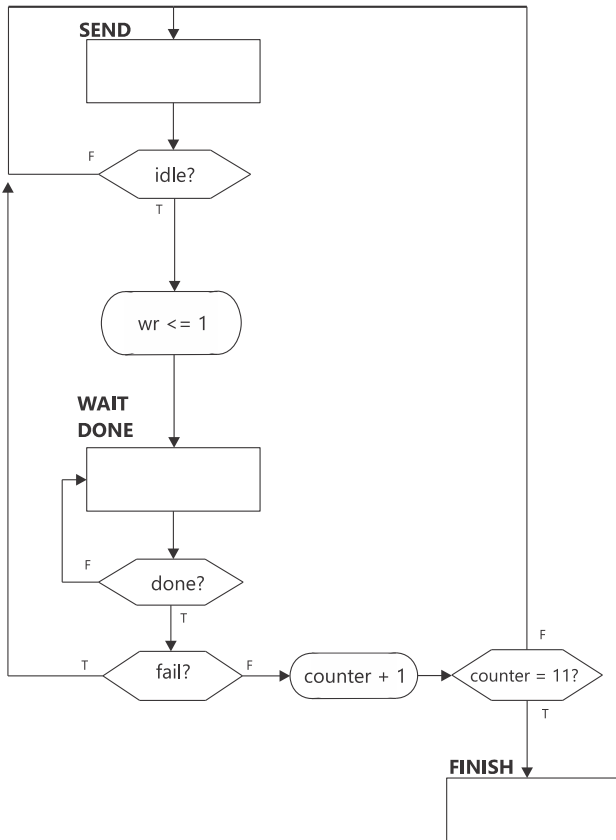 SEND
F
idle?
T
wr <= 1
WAIT
DONE
F
done?
T
T
fail?
F
counter + 1
F
counter = 11?
T
FINISH